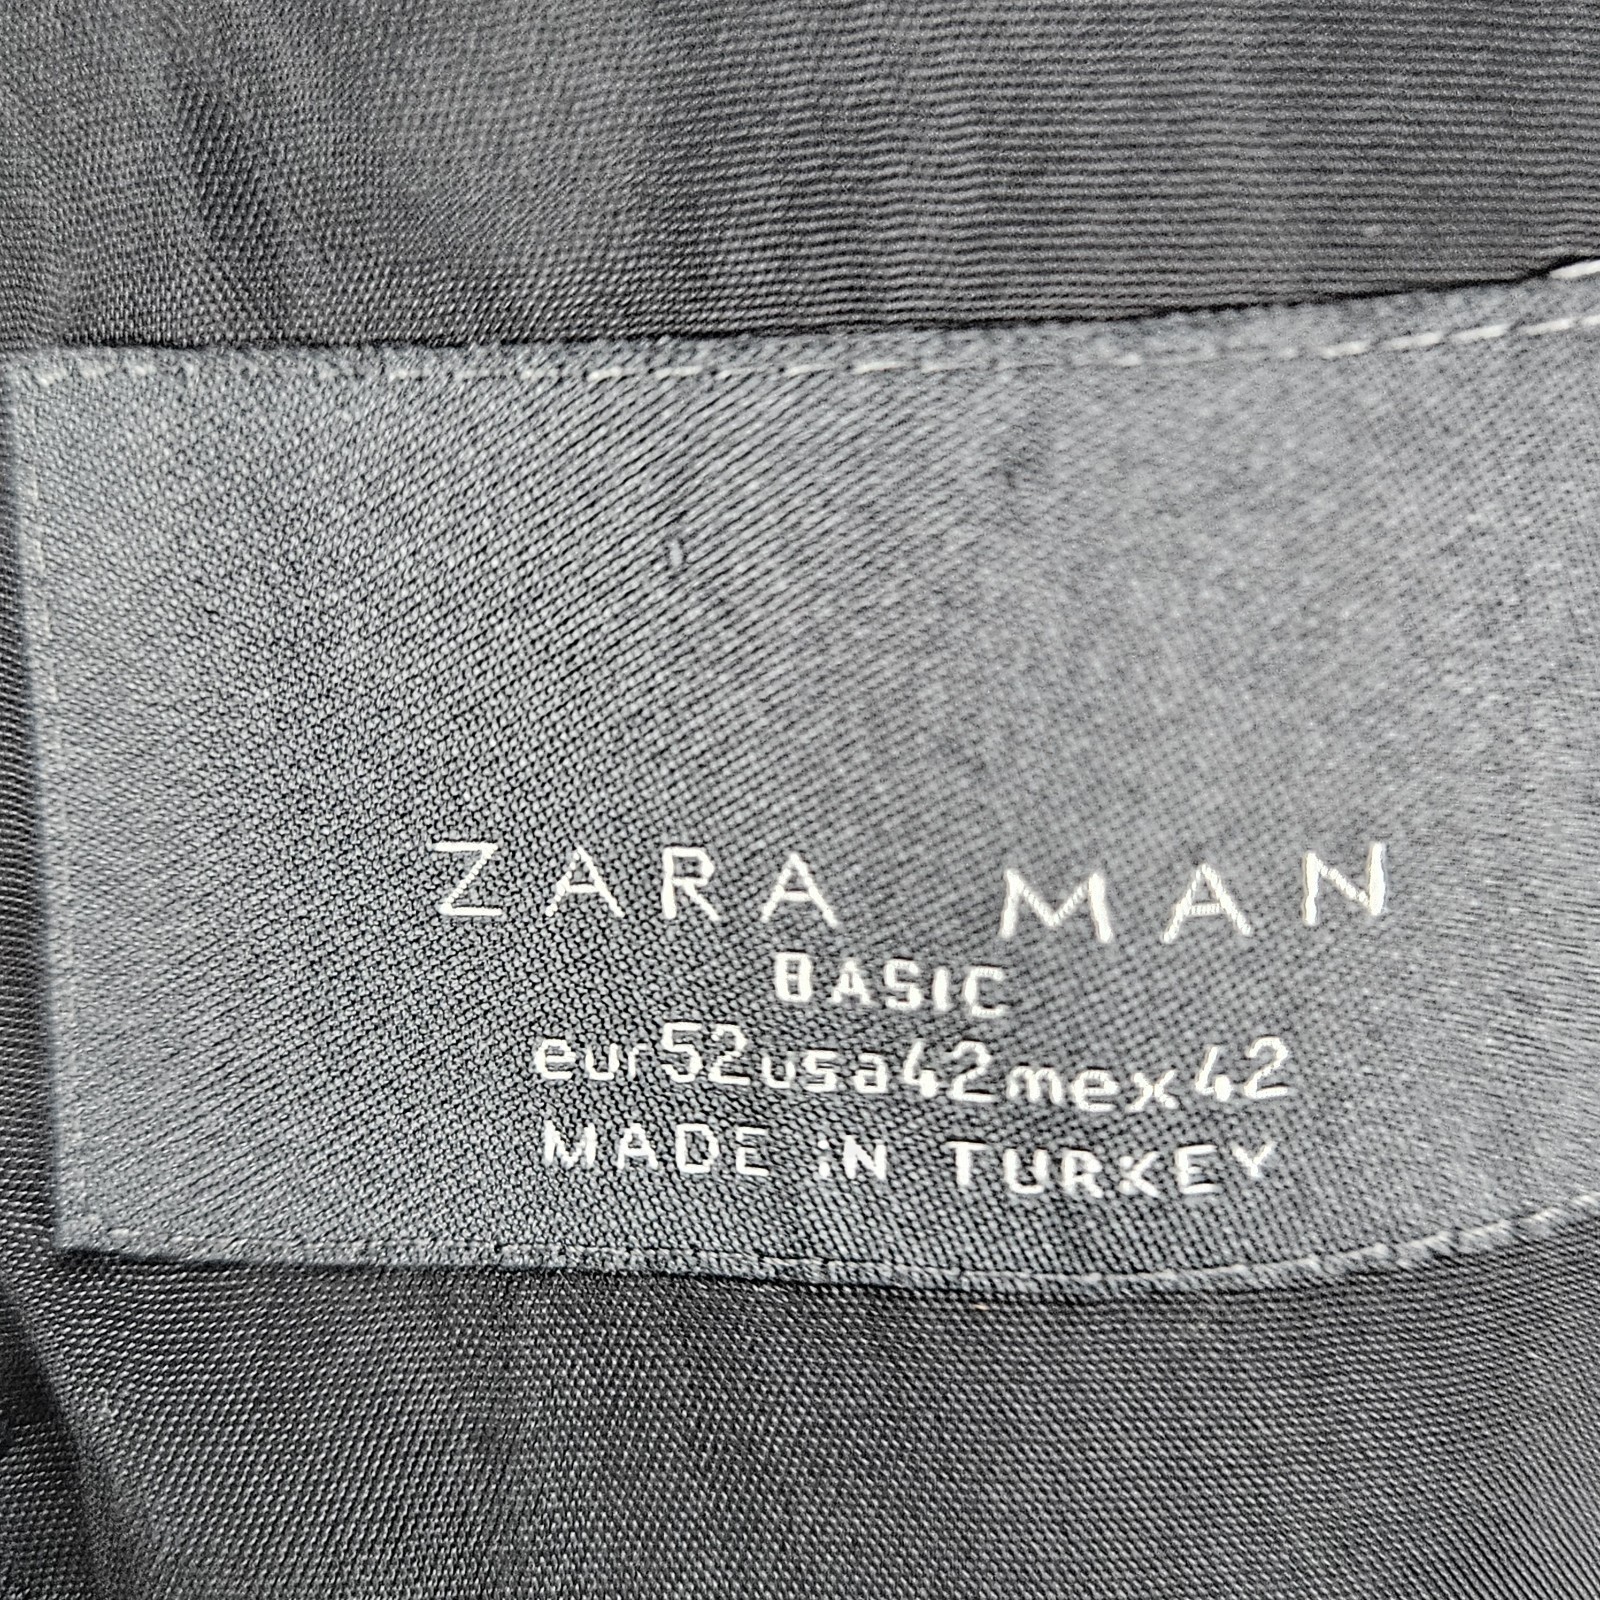 ZARA MAN
BASIC
eur52usa42mex42
MADE iN TURKEY